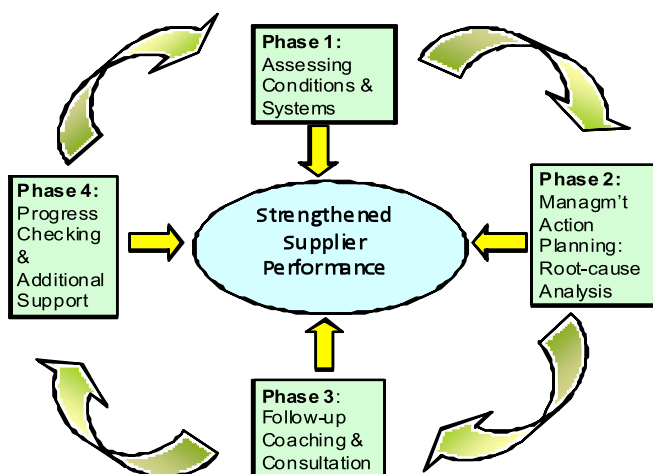 Phase 1:
Assessing
Conditions &
Systems
Phase 2:
Managm't
Action
Planning:
Root-cause
Analysis
Phase 3:
Follow-up
Coaching &
Consultation
Phase 4:
Progress
Checking
&
Additional
Support
Strengthened
Supplier
Performance